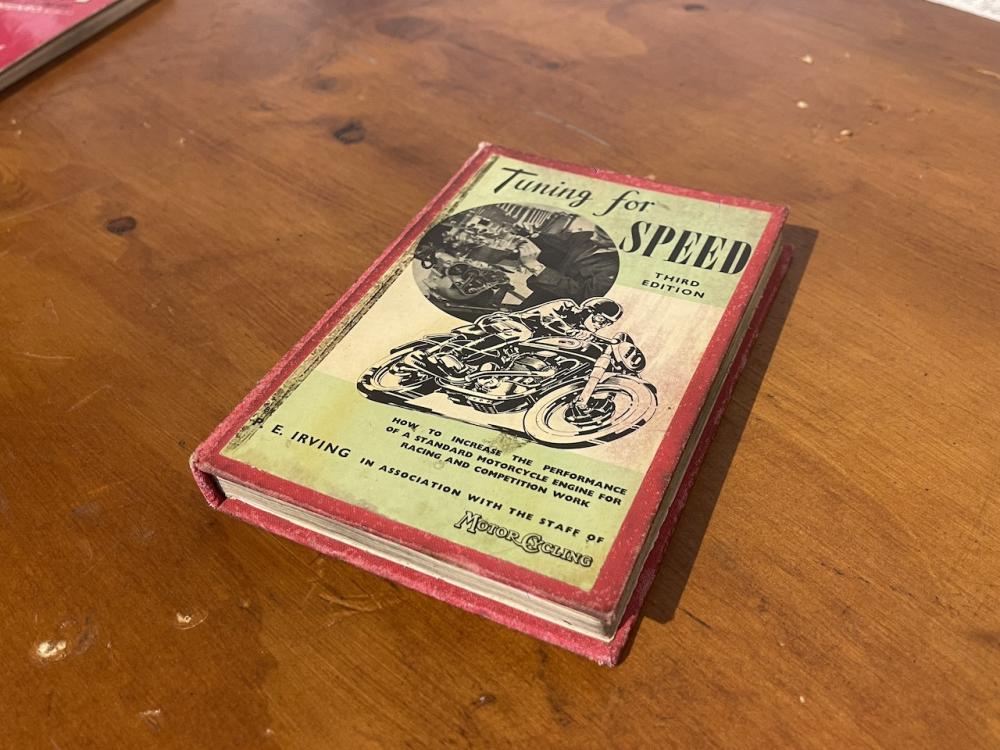 Tuning for
SPEED
THIRD
EDITION
19
HOW TO INCREASE THE PERFORMANCE
OF A STANDARD MOTORCYCLE ENGINE FOR
RACING AND COMPETITION WORK
P. E. IRVING IN ASSOCIATION WITH THE STAFF OF
MOTOR CYCLING